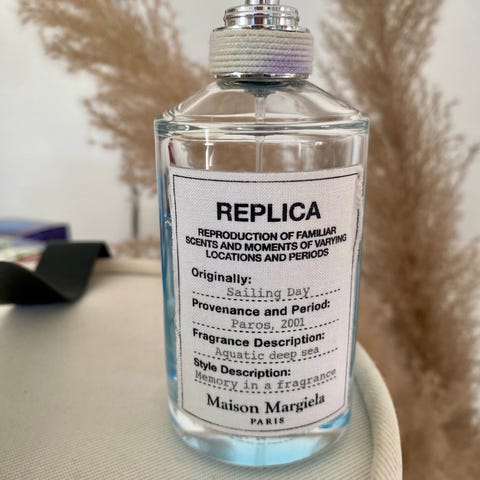 REPLICA
REPRODUCTION OF FAMILIAR
SCENTS AND MOMENTS OF VARYING
LOCATIONS AND PERIODS
Originally:
Sailing Day
Provenance and Period:
Paros, 2001
Fragrance Description:
Aquatic deep sea
Style Description:
Memory in a fragrance
Maison Margiela
PARIS